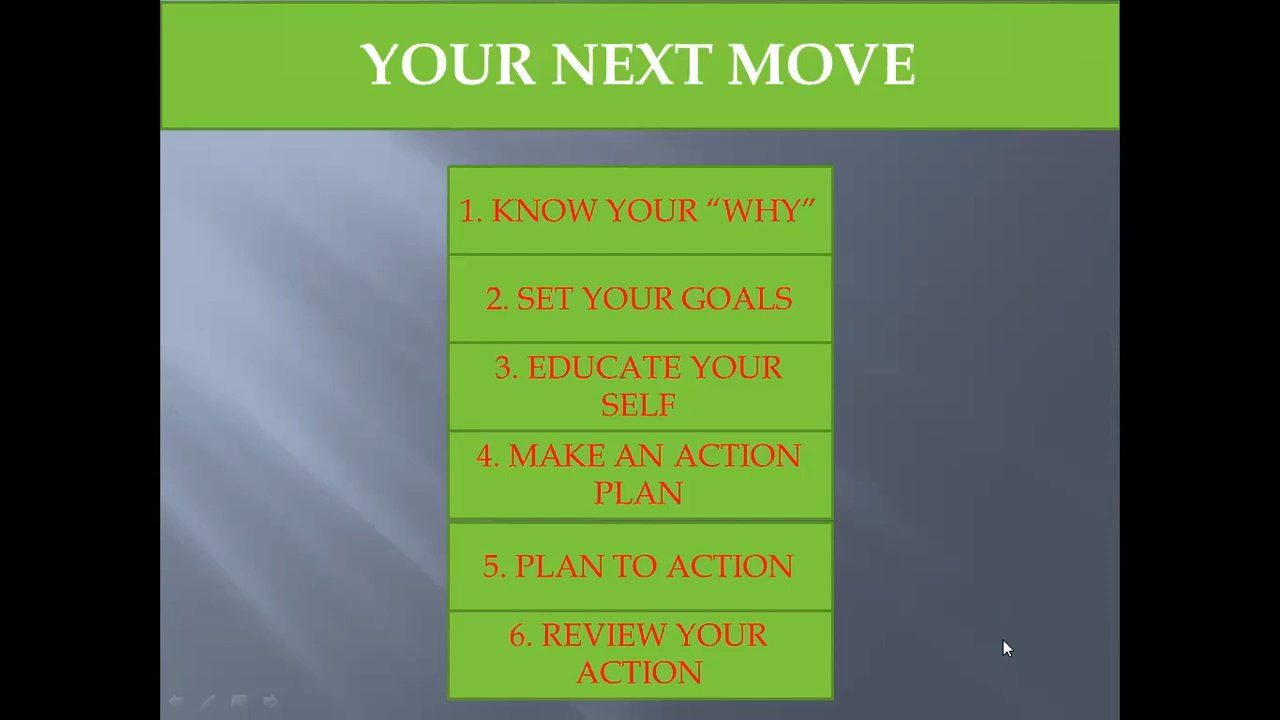 YOUR NEXT MOVE
1. KNOW YOUR “WHY”
2. SET YOUR GOALS
3. EDUCATE YOUR
SELF
4. MAKE AN ACTION
PLAN
5. PLAN TO ACTION
6. REVIEW YOUR
ACTION